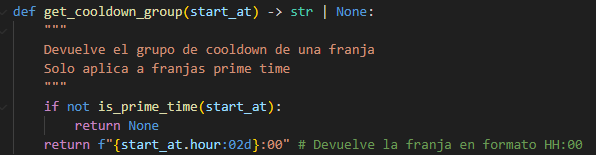 def get_cooldown_group(start_at) -> str | None:
    """
    Devuelve el grupo de cooldown de una franja
    Solo aplica a franjas prime time
    """
    if not is_prime_time(start_at):
        return None
    return f"{start_at.hour:02d}:00" # Devuelve la franja en formato HH:00